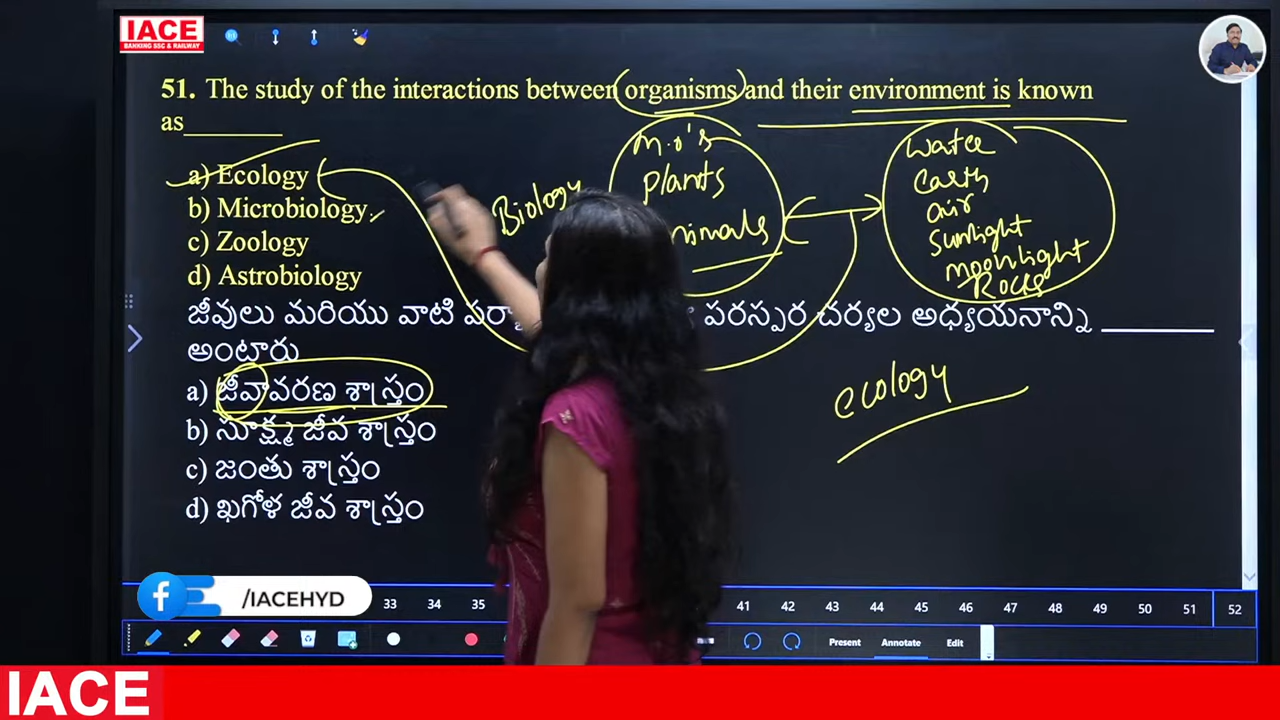 IACE
BANKING SSC & RAILWAY
51. The study of the interactions between organisms and their environment is known
as_______
a) Ecology
b) Microbiology
c) Zoology
d) Astrobiology
Biology
M.O's
Plants
water
earth
air
sunlight
moonlight
Rocks
ecology
జీవులు మరియు వాటి పరస్పర చర్యల అధ్యయనాన్ని ________
అంటారు
a) జీవావరణ శాస్త్రం
b) సూక్ష్మ జీవ శాస్త్రం
c) జంతు శాస్త్రం
d) ఖగోళ జీవ శాస్త్రం
/IACEHYD
33 34 35 41 42 43 44 45 46 47 48 49 50 51 52
Present Annotate Edit
IACE